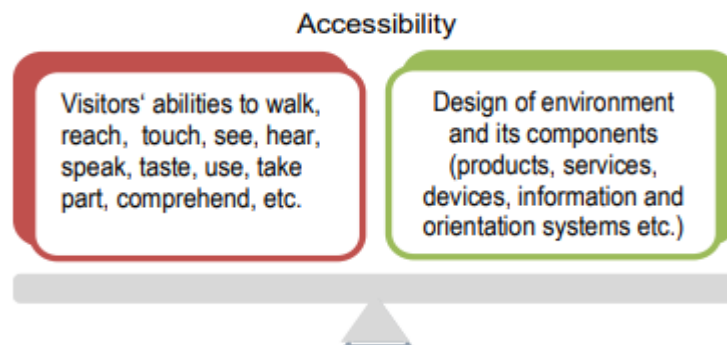 Accessibility
Visitors‘ abilities to walk,
reach, touch, see, hear,
speak, taste, use, take
part, comprehend, etc.
Design of environment
and its components
(products, services,
devices, information and
orientation systems etc.)